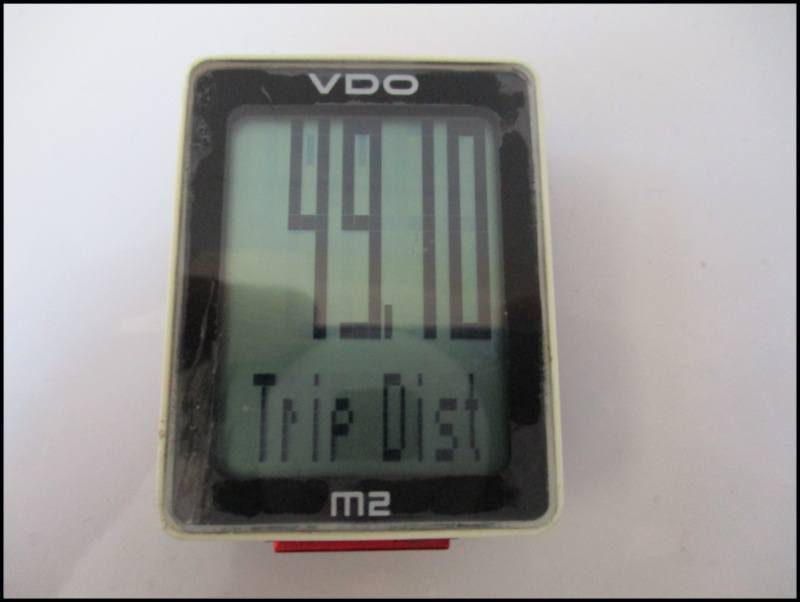 VDO
49.10
Trip Dist
M2